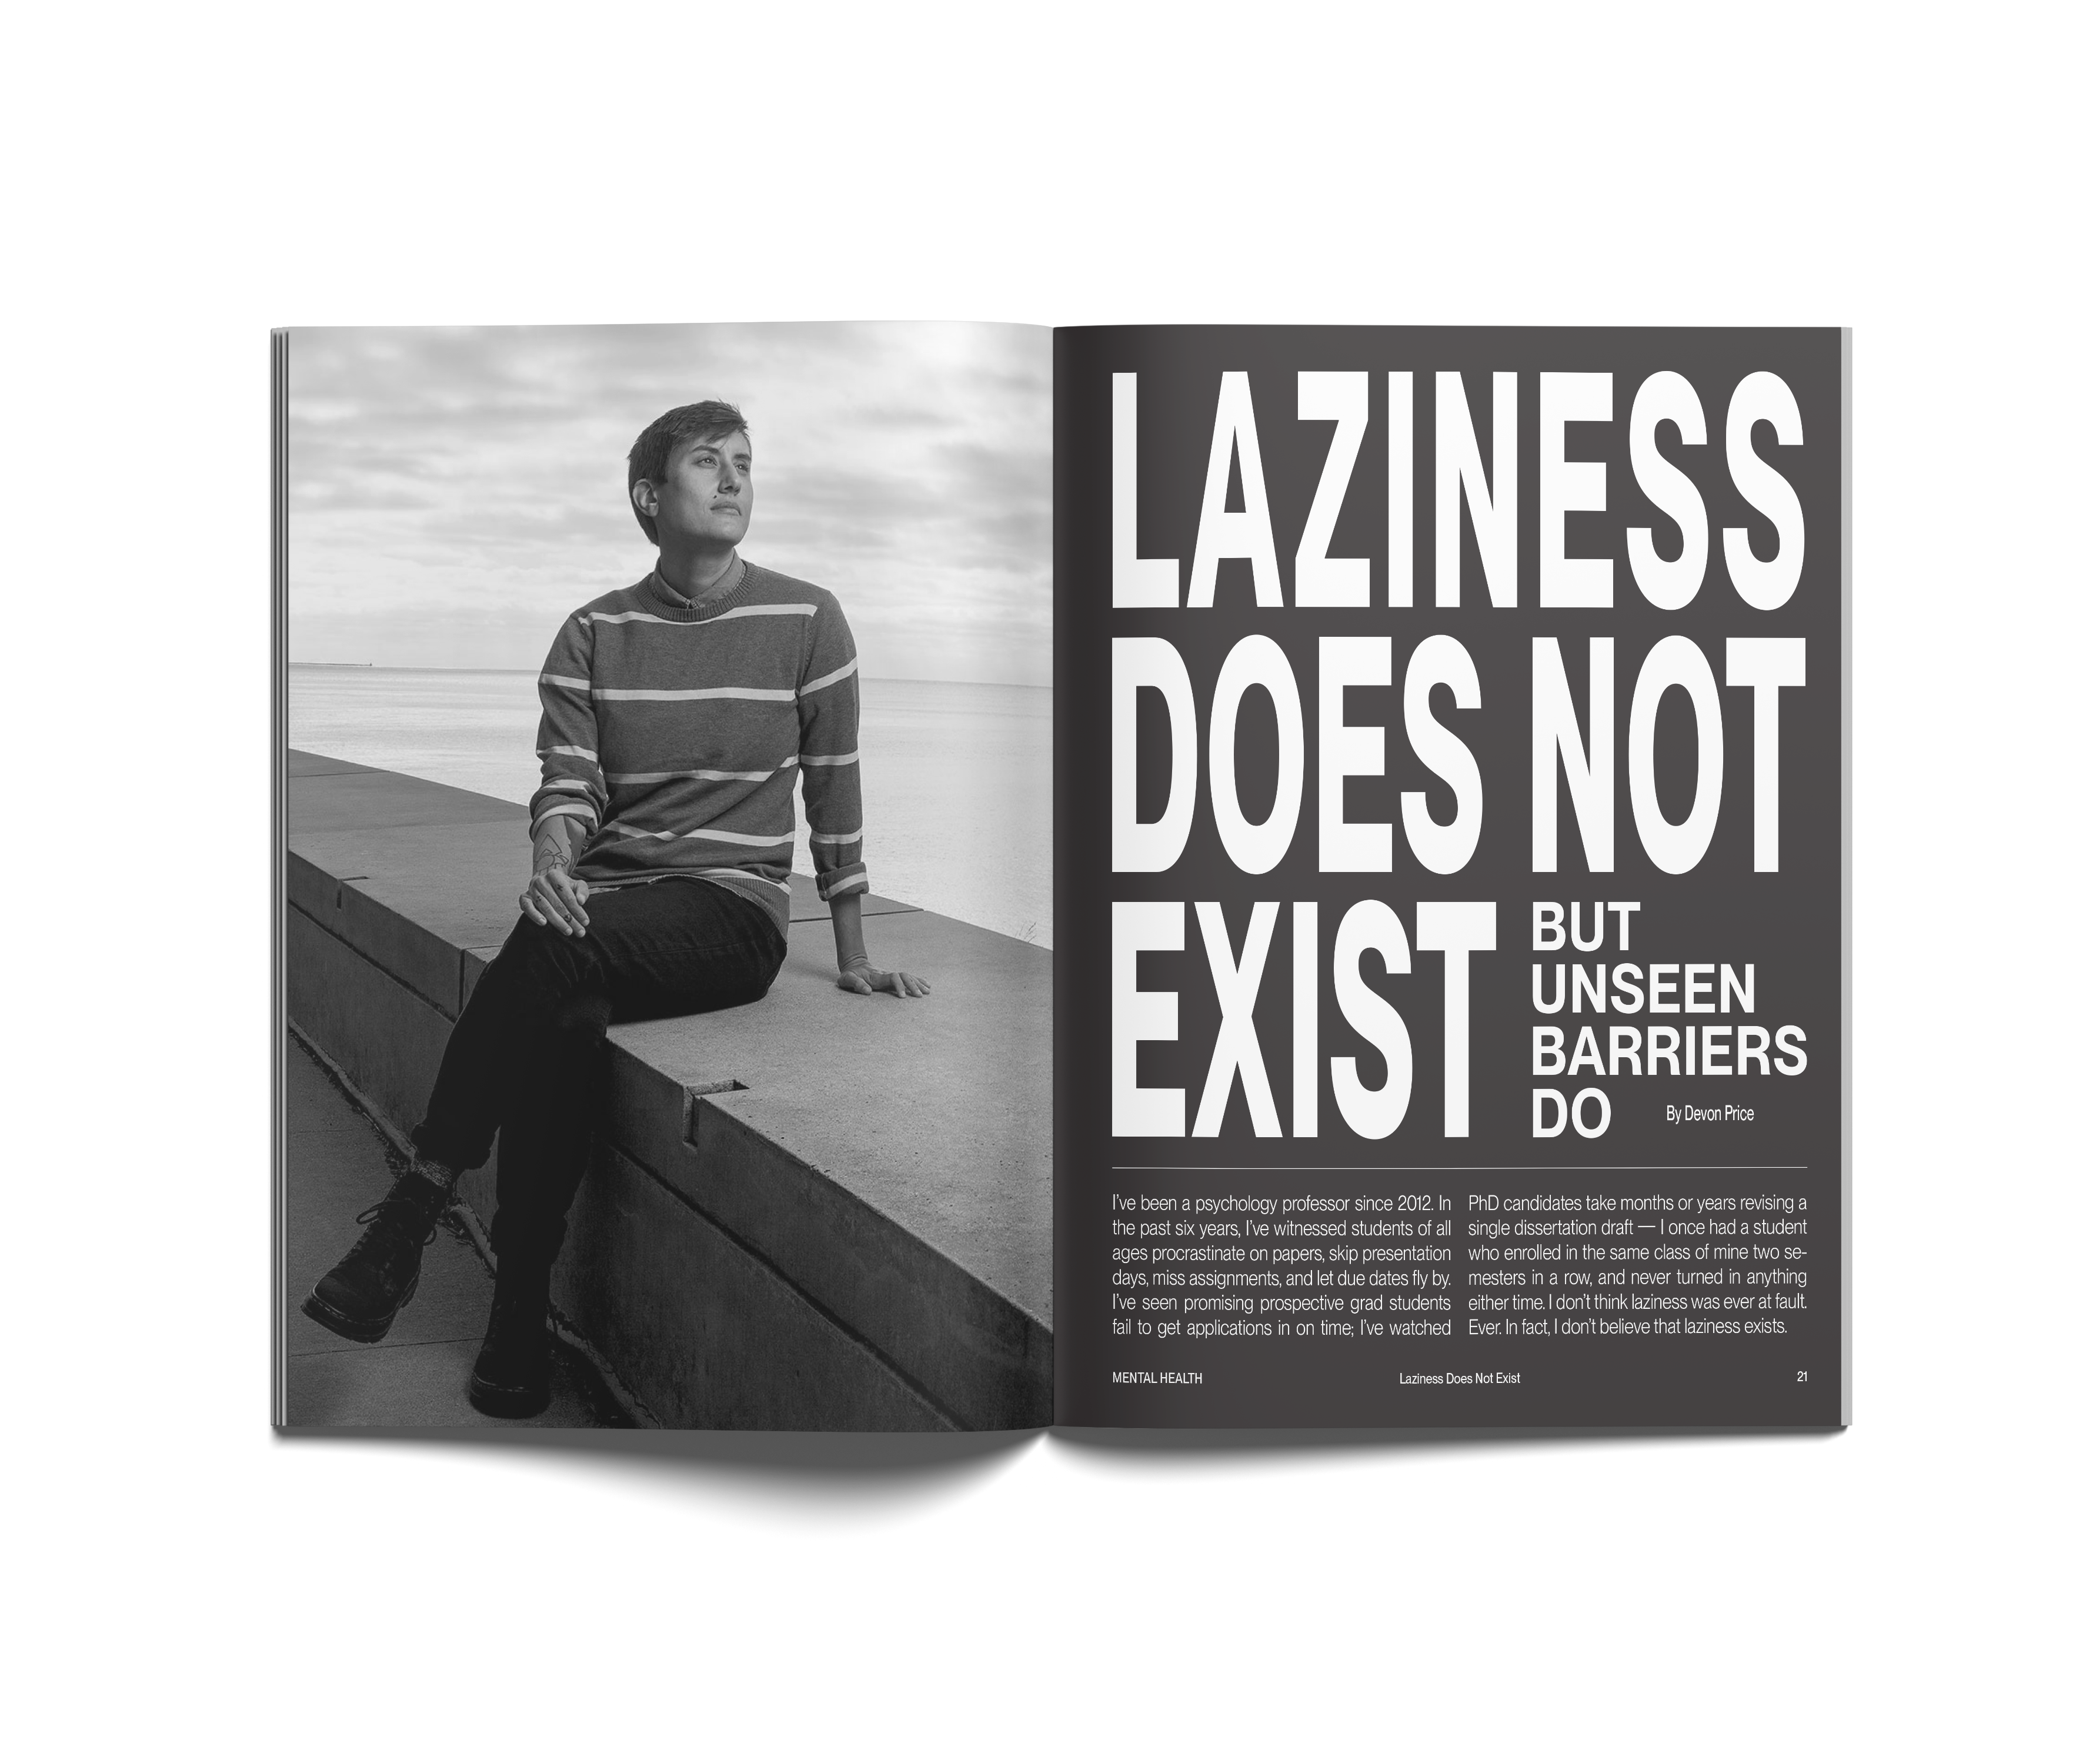 LAZINESS
DOES NOT
EXIST
BUT
UNSEEN
BARRIERS
DO
By Devon Price
I've been a psychology professor since 2012. In
the past six years, I've witnessed students of all
ages procrastinate on papers, skip presentation
days, miss assignments, and let due dates fly by.
I've seen promising prospective grad students
fail to get applications in on time; I've watched
PhD candidates take months or years revising a
single dissertation draft — I once had a student
who enrolled in the same class of mine two se-
mesters in a row, and never turned in anything
either time. I don't think laziness was ever at fault.
Ever. In fact, I don't believe that laziness exists.
MENTAL HEALTH
Laziness Does Not Exist
21